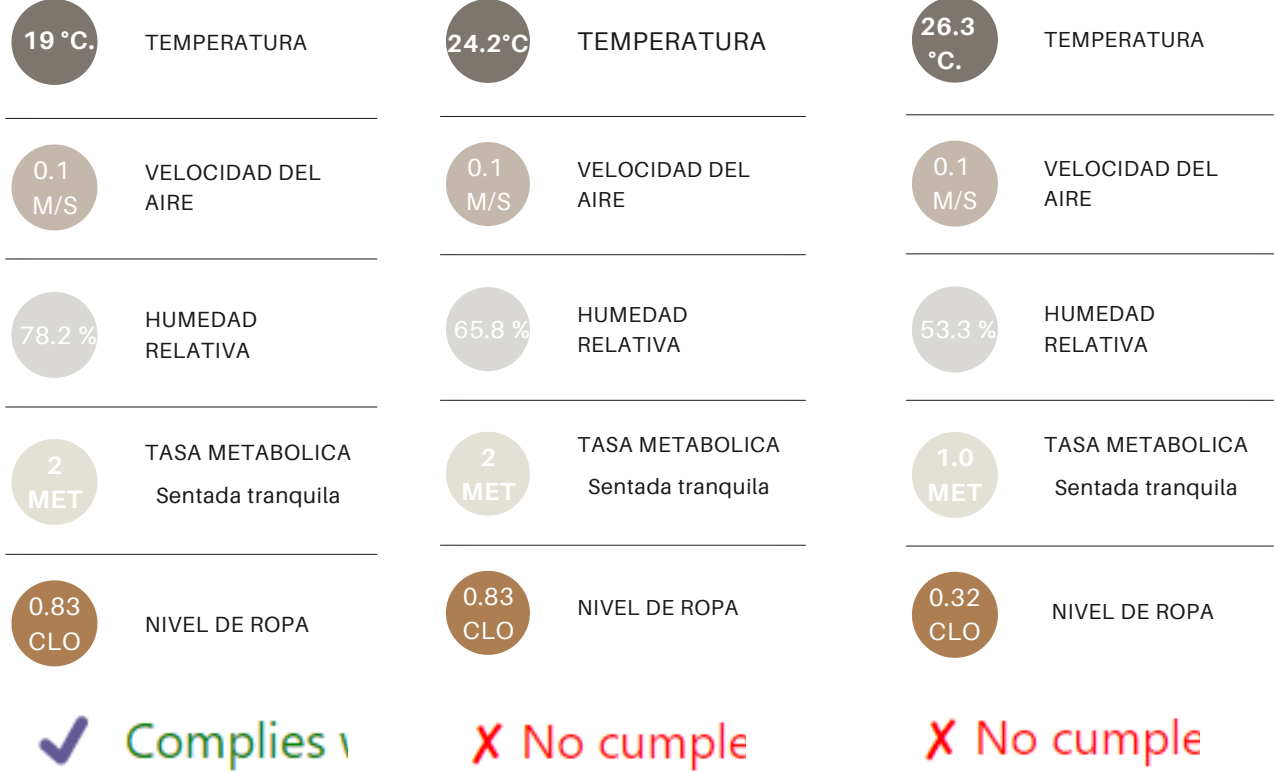 19 °C.
TEMPERATURA
0.1
M/S
VELOCIDAD DEL
AIRE
78.2 %
HUMEDAD
RELATIVA
2
MET
TASA METABOLICA
Sentada tranquila
0.83
CLO
NIVEL DE ROPA
Complies
24.2°C
TEMPERATURA
0.1
M/S
VELOCIDAD DEL
AIRE
65.8 %
HUMEDAD
RELATIVA
2
MET
TASA METABOLICA
Sentada tranquila
0.83
CLO
NIVEL DE ROPA
✗ No cumple
26.3
°C.
TEMPERATURA
0.1
M/S
VELOCIDAD DEL
AIRE
53.3 %
HUMEDAD
RELATIVA
1.0
MET
TASA METABOLICA
Sentada tranquila
0.32
CLO
NIVEL DE ROPA
✗ No cumple